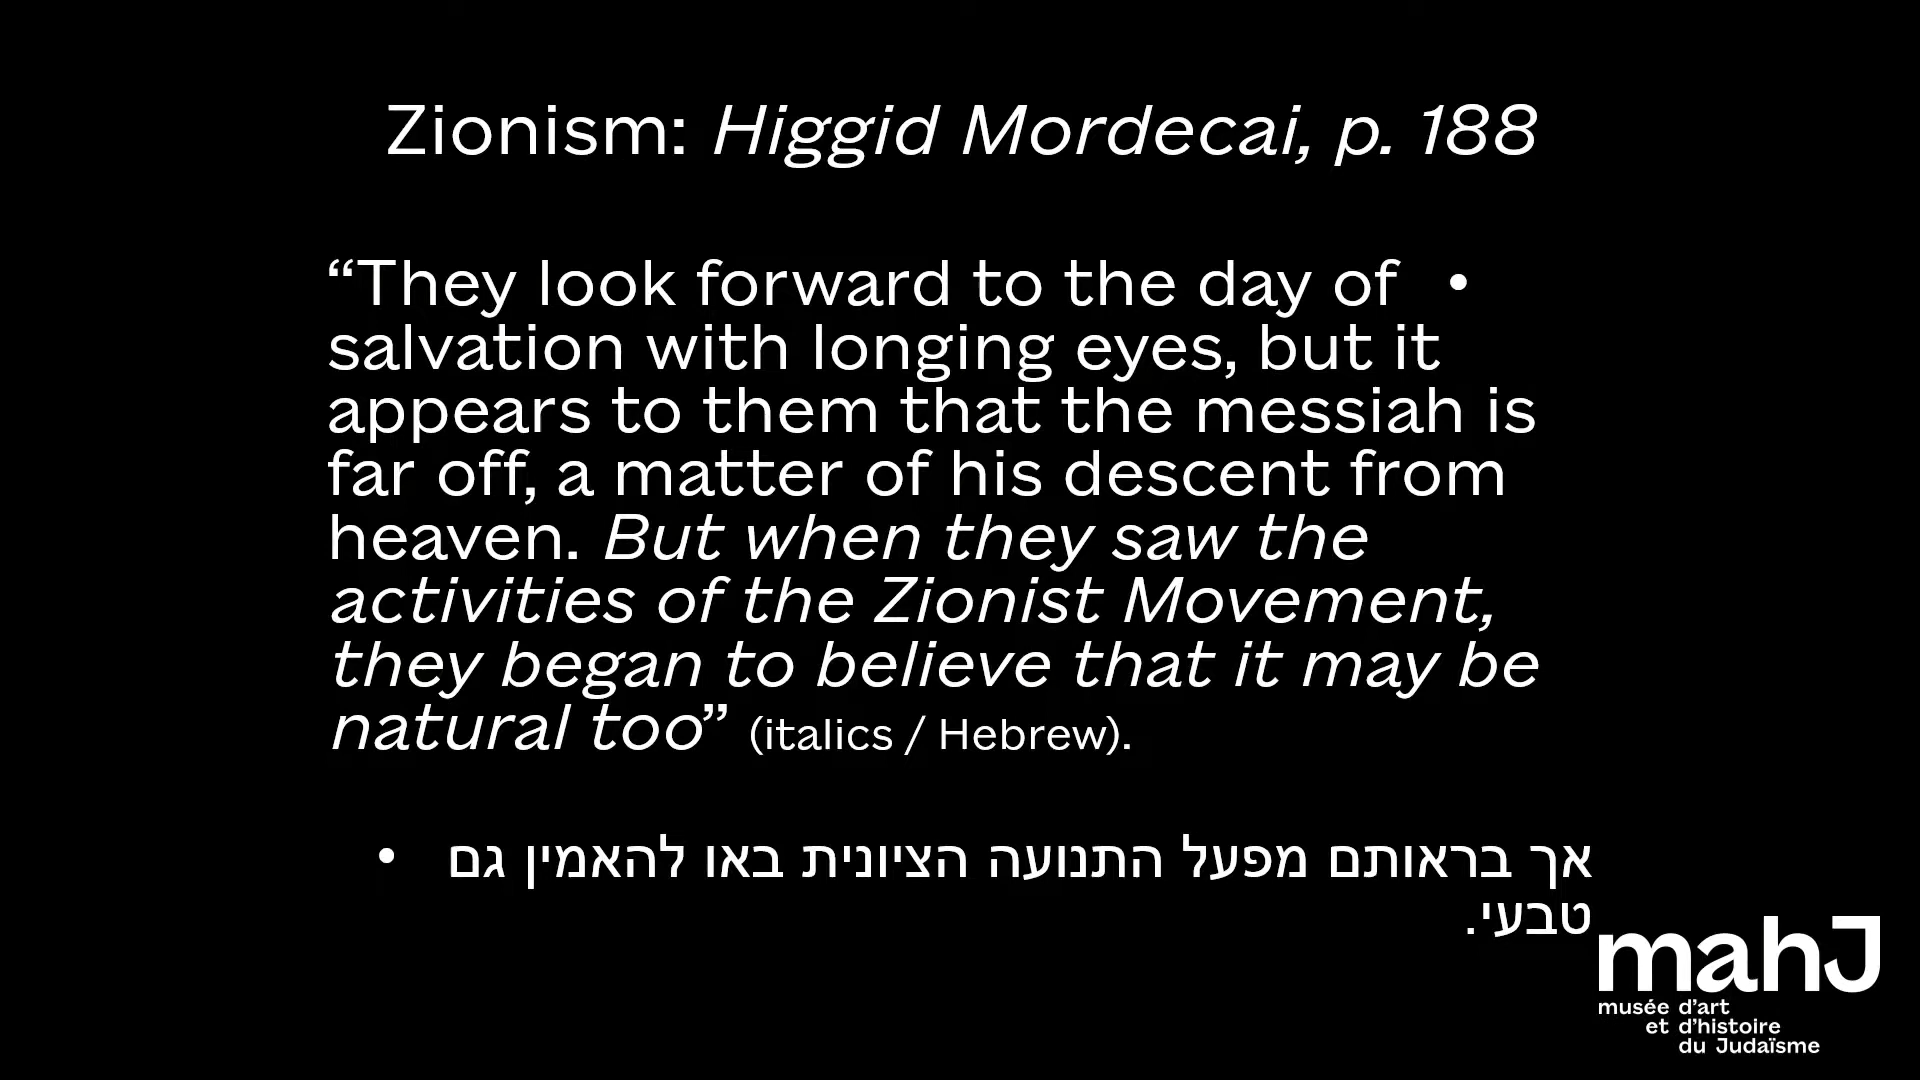 Zionism: Higgid Mordecai, p. 188
“They look forward to the day of •
salvation with longing eyes, but it
appears to them that the messiah is
far off, a matter of his descent from
heaven. But when they saw the
activities of the Zionist Movement,
they began to believe that it may be
natural too” (italics / Hebrew).
• אך בראותם מפעל התנועה הציונית באו להאמין גם
טבעי.
mahJ
musée d’art
et d’histoire
du Judaïsme